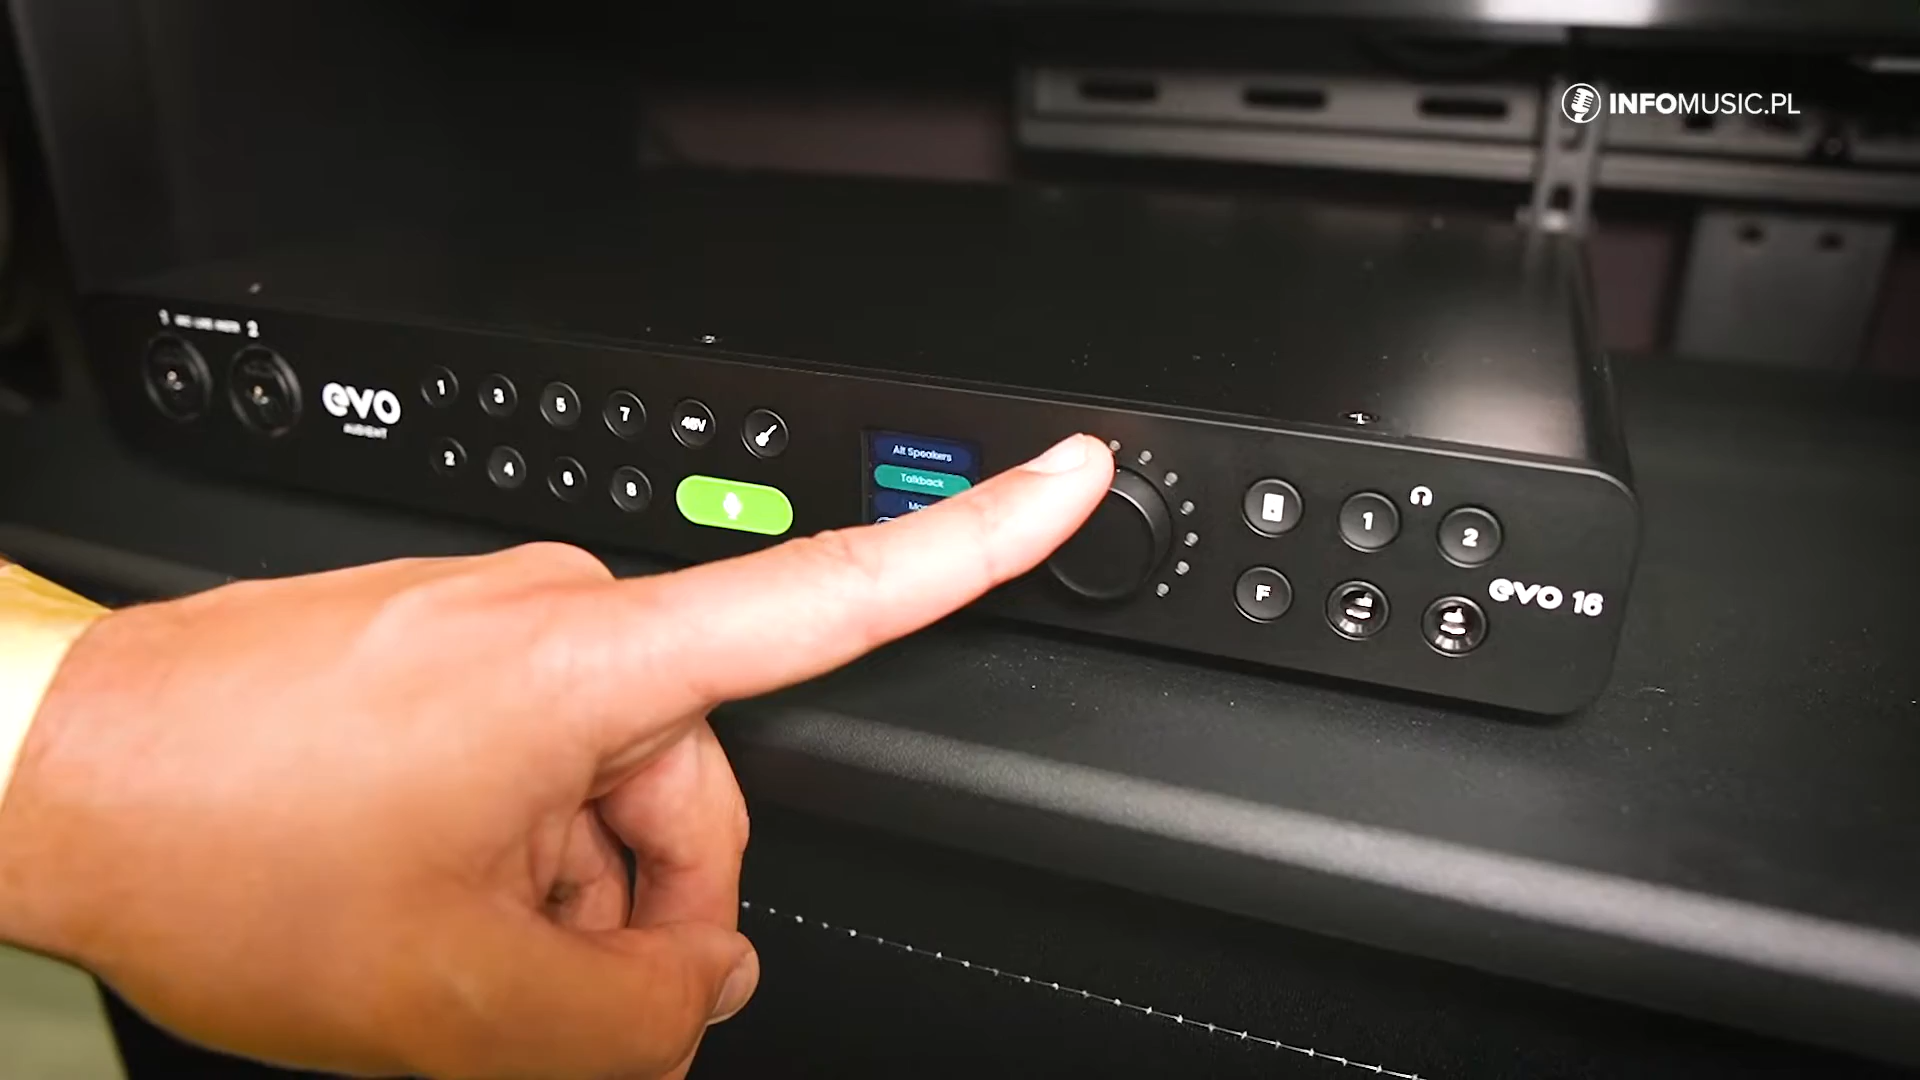 INFOMUSIC.PL
1 2
evo
AUDIENT
1 3 5 7 48V
2 4 6 8
Alt Speakers
Talkback
1 2
F
evo 16